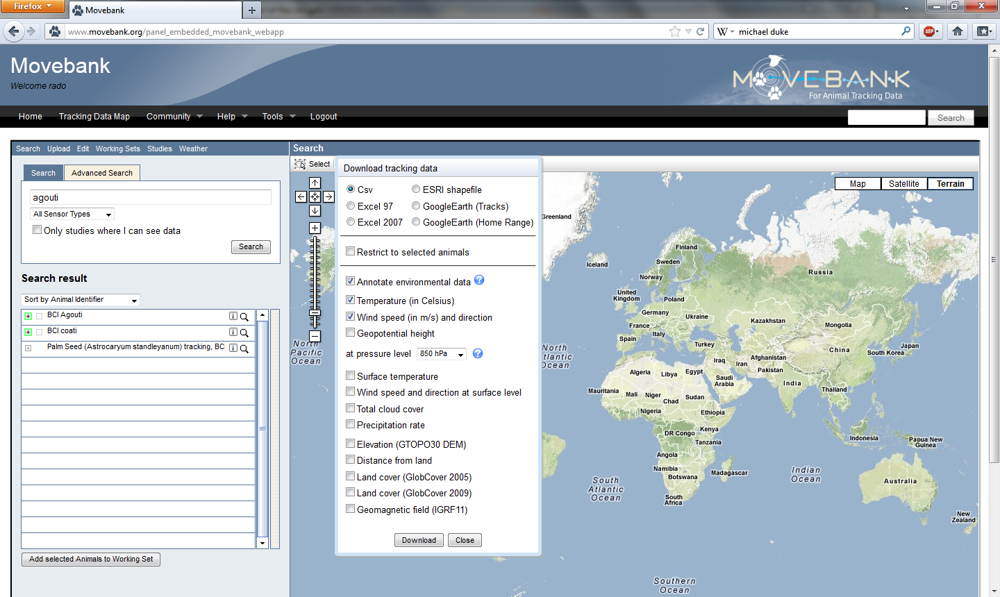 Firefox
Movebank
www.movebank.org/panel_embedded_movebank_webapp
W
michael duke
ABP
Movebank
Welcome rado
MOVEBANK
For Animal Tracking Data
Home Tracking Data Map Community Help Tools Logout
Search
Search Upload Edit Working Sets Studies Weather
Search
Search Advanced Search
agouti
All Sensor Types
Only studies where I can see data
Search
Search result
Sort by Animal Identifier
BCI Agouti
BCI coati
Palm Seed (Astrocaryum standleyanum) tracking, BC
Add selected Animals to Working Set
Select
Download tracking data
Csv ESRI shapefile
Excel 97 GoogleEarth (Tracks)
Excel 2007 GoogleEarth (Home Range)
Restrict to selected animals
Annotate environmental data ?
Temperature (in Celsius)
Wind speed (in m/s) and direction
Geopotential height
at pressure level 850 hPa ?
Surface temperature
Wind speed and direction at surface level
Total cloud cover
Precipitation rate
Elevation (GTOPO30 DEM)
Distance from land
Land cover (GlobCover 2005)
Land cover (GlobCover 2009)
Geomagnetic field (IGRF11)
Download Close
Map Satellite Terrain
Greenland
Iceland
Finland
Sweden
Norway
Russia
United
Kingdom
Poland
Germany
Ukraine
France
Kazakhstan
Mongolia
Italy
Spain
Turkey
China
Japan
South Korea
North
Pacific
Ocean
North
Atlantic
Ocean
Iraq
Iran
Afghanistan
Pakistan
Algeria
Libya
Egypt
Saudi
Arabia
India
Thailand
Mauritania
Mali
Niger
Chad
Sudan
Nigeria
Ethiopia
Kenya
DR Congo
Tanzania
Indonesia
Papua New
Guinea
Angola
Namibia
Botswana
Madagascar
South
Africa
South
Atlantic
Ocean
Indian
Ocean
Australia
New
Zealand
Southern
Ocean